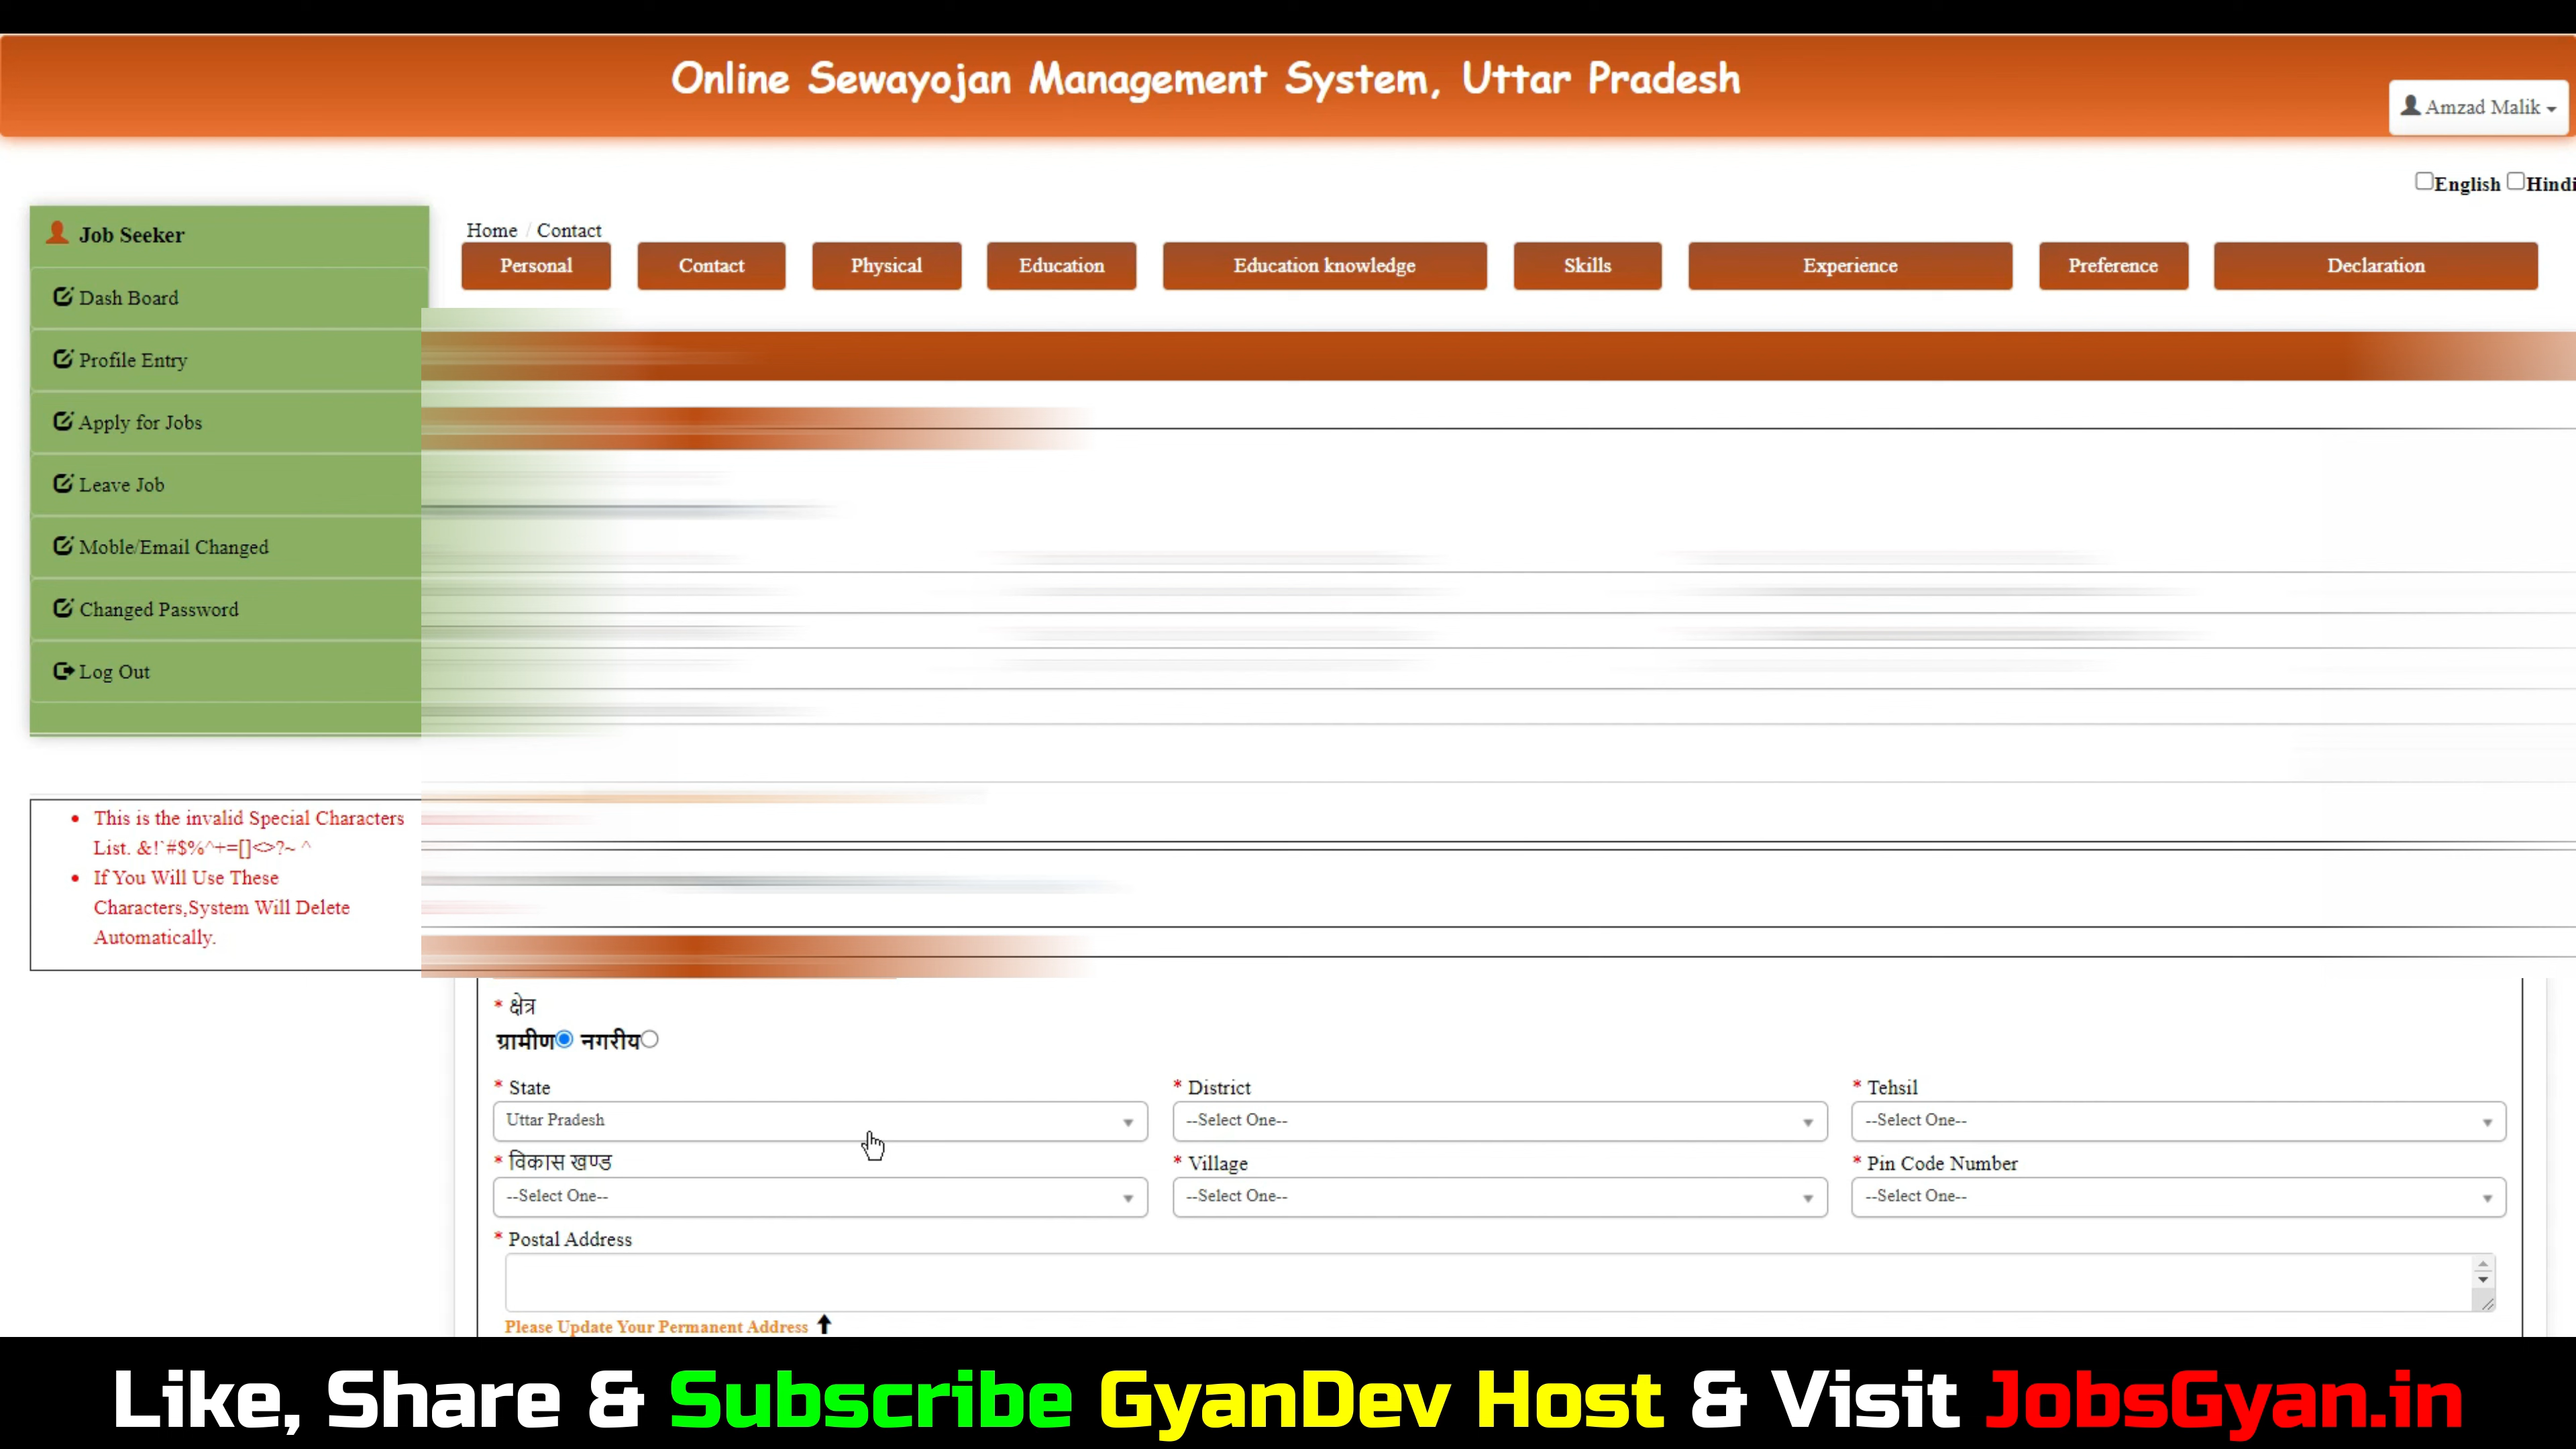 Online Sewayojan Management System, Uttar Pradesh
Amzad Malik
English Hindi
Job Seeker
Dash Board
Profile Entry
Apply for Jobs
Leave Job
Moble/Email Changed
Changed Password
Log Out
Home / Contact
Personal Contact Physical Education Education knowledge Skills Experience Preference Declaration
This is the invalid Special Characters
List. &!`#$%^+=[]<>?~ ^
If You Will Use These
Characters,System Will Delete
Automatically.
* क्षेत्र
ग्रामीण नगरीय
* State * District * Tehsil
Uttar Pradesh --Select One-- --Select One--
* विकास खण्ड * Village * Pin Code Number
--Select One-- --Select One-- --Select One--
* Postal Address
Please Update Your Permanent Address
Like, Share & Subscribe GyanDev Host & Visit JobsGyan.in